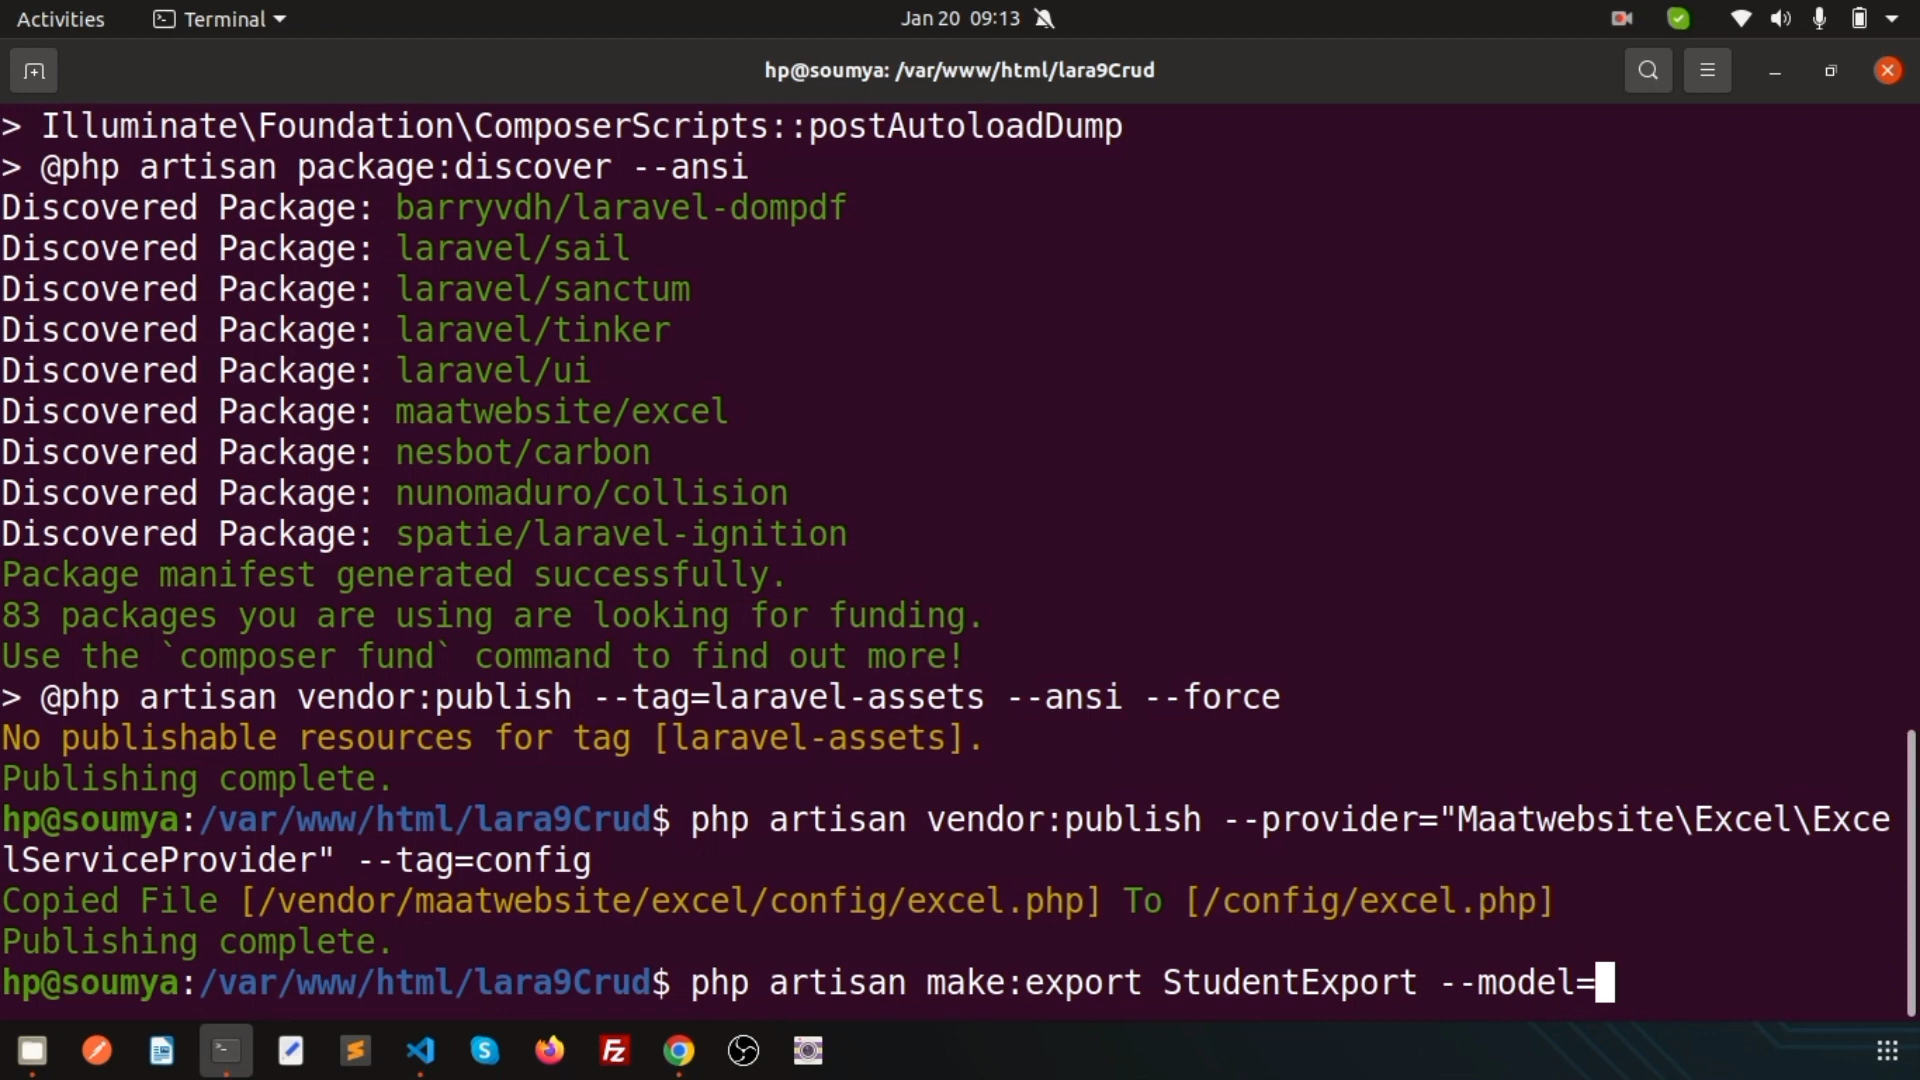 Activities
Terminal
Jan 20 09:13
hp@soumya: /var/www/html/lara9Crud
> Illuminate\Foundation\ComposerScripts::postAutoloadDump
> @php artisan package:discover --ansi
Discovered Package: barryvdh/laravel-dompdf
Discovered Package: laravel/sail
Discovered Package: laravel/sanctum
Discovered Package: laravel/tinker
Discovered Package: laravel/ui
Discovered Package: maatwebsite/excel
Discovered Package: nesbot/carbon
Discovered Package: nunomaduro/collision
Discovered Package: spatie/laravel-ignition
Package manifest generated successfully.
83 packages you are using are looking for funding.
Use the `composer fund` command to find out more!
> @php artisan vendor:publish --tag=laravel-assets --ansi --force
No publishable resources for tag [laravel-assets].
Publishing complete.
hp@soumya:/var/www/html/lara9Crud$ php artisan vendor:publish --provider="Maatwebsite\Excel\Exce
lServiceProvider" --tag=config
Copied File [/vendor/maatwebsite/excel/config/excel.php] To [/config/excel.php]
Publishing complete.
hp@soumya:/var/www/html/lara9Crud$ php artisan make:export StudentExport --model=